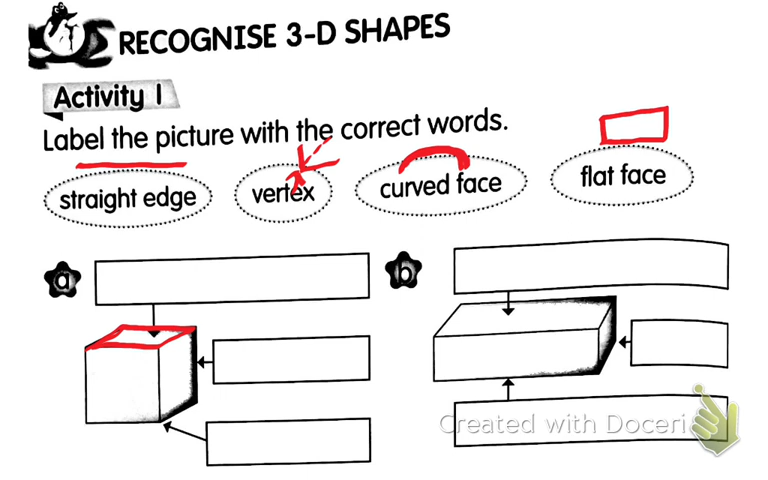 RECOGNISE 3-D SHAPES
Activity 1
Label the picture with the correct words.
straight edge vertex curved face flat face
a b
Created with Doceri